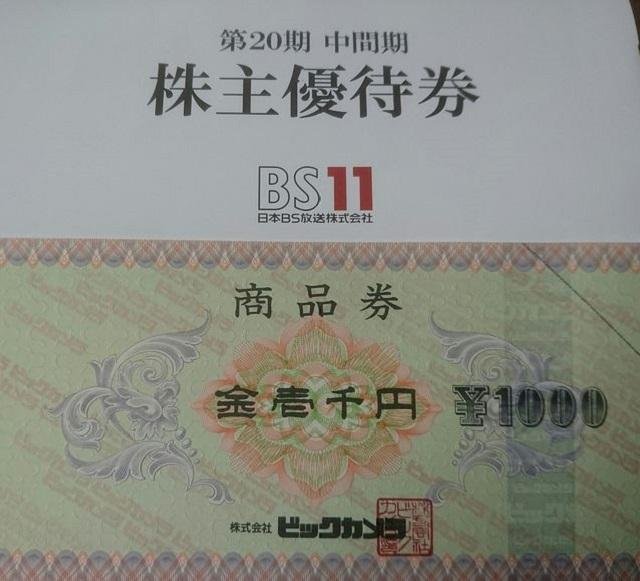 第20期 中間期
株主優待券
BS11
日本BS放送株式会社
商品券
金壱千円 ¥1000
株式会社 ビックカメラ